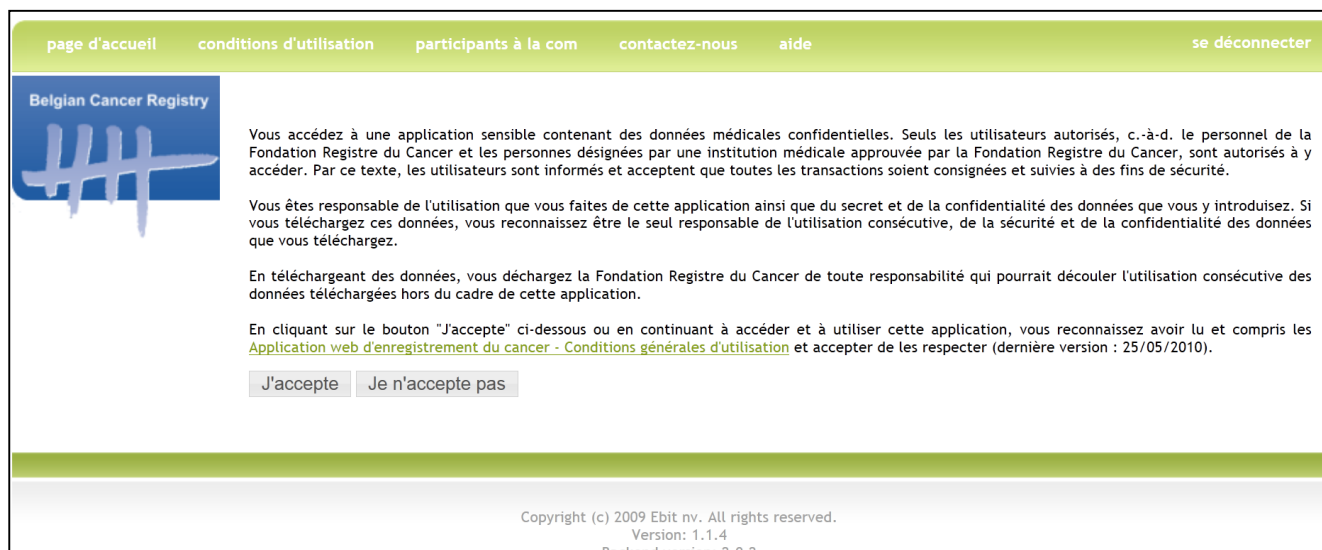 page d'accueil conditions d'utilisation participants à la com contactez-nous aide se déconnecter
Belgian Cancer Registry
Vous accédez à une application sensible contenant des données médicales confidentielles. Seuls les utilisateurs autorisés, c.-à-d. le personnel de la
Fondation Registre du Cancer et les personnes désignées par une institution médicale approuvée par la Fondation Registre du Cancer, sont autorisés à y
accéder. Par ce texte, les utilisateurs sont informés et acceptent que toutes les transactions soient consignées et suivies à des fins de sécurité.
Vous êtes responsable de l'utilisation que vous faites de cette application ainsi que du secret et de la confidentialité des données que vous y introduisez. Si
vous téléchargez ces données, vous reconnaissez être le seul responsable de l'utilisation consécutive, de la sécurité et de la confidentialité des données
que vous téléchargez.
En téléchargeant des données, vous déchargez la Fondation Registre du Cancer de toute responsabilité qui pourrait découler l'utilisation consécutive des
données téléchargées hors du cadre de cette application.
En cliquant sur le bouton "J'accepte" ci-dessous ou en continuant à accéder et à utiliser cette application, vous reconnaissez avoir lu et compris les
Application web d'enregistrement du cancer - Conditions générales d'utilisation et accepter de les respecter (dernière version : 25/05/2010).
J'accepte Je n'accepte pas
Copyright (c) 2009 Ebit nv. All rights reserved.
Version: 1.1.4